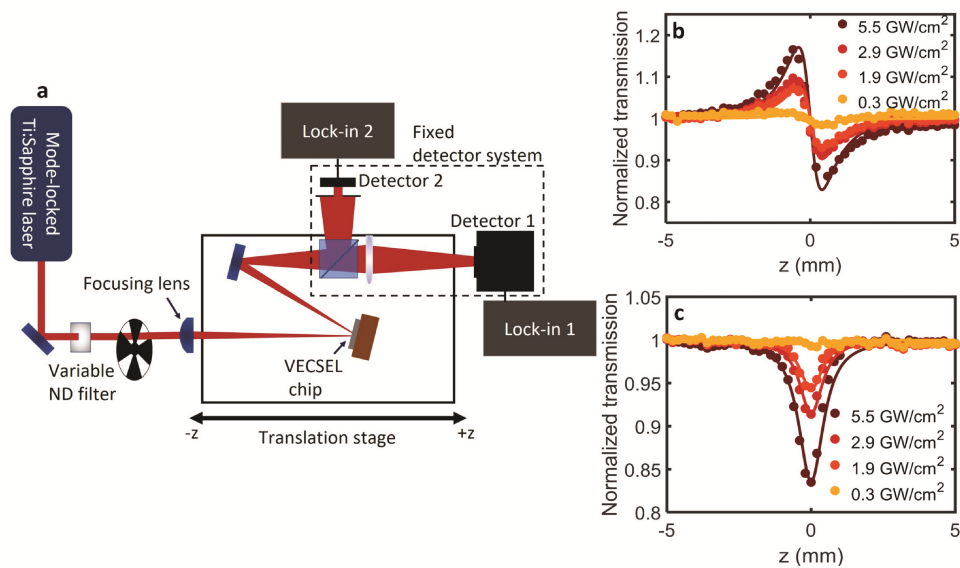 a
Mode-locked
Ti:Sapphire laser
Lock-in 2
Fixed
detector system
Detector 2
Detector 1
Focusing lens
Lock-in 1
Variable
ND filter
VECSEL
chip
-z
Translation stage
+z
b
5.5 GW/cm²
2.9 GW/cm²
1.9 GW/cm²
0.3 GW/cm²
Normalized transmission
1.2
1.1
1
0.9
0.8
-5
0
5
z (mm)
c
5.5 GW/cm²
2.9 GW/cm²
1.9 GW/cm²
0.3 GW/cm²
Normalized transmission
1.05
1
0.95
0.9
0.85
0.8
-5
0
5
z (mm)